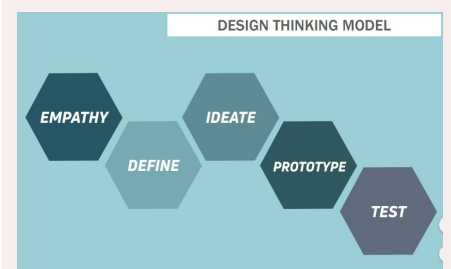 DESIGN THINKING MODEL
EMPATHY
DEFINE
IDEATE
PROTOTYPE
TEST